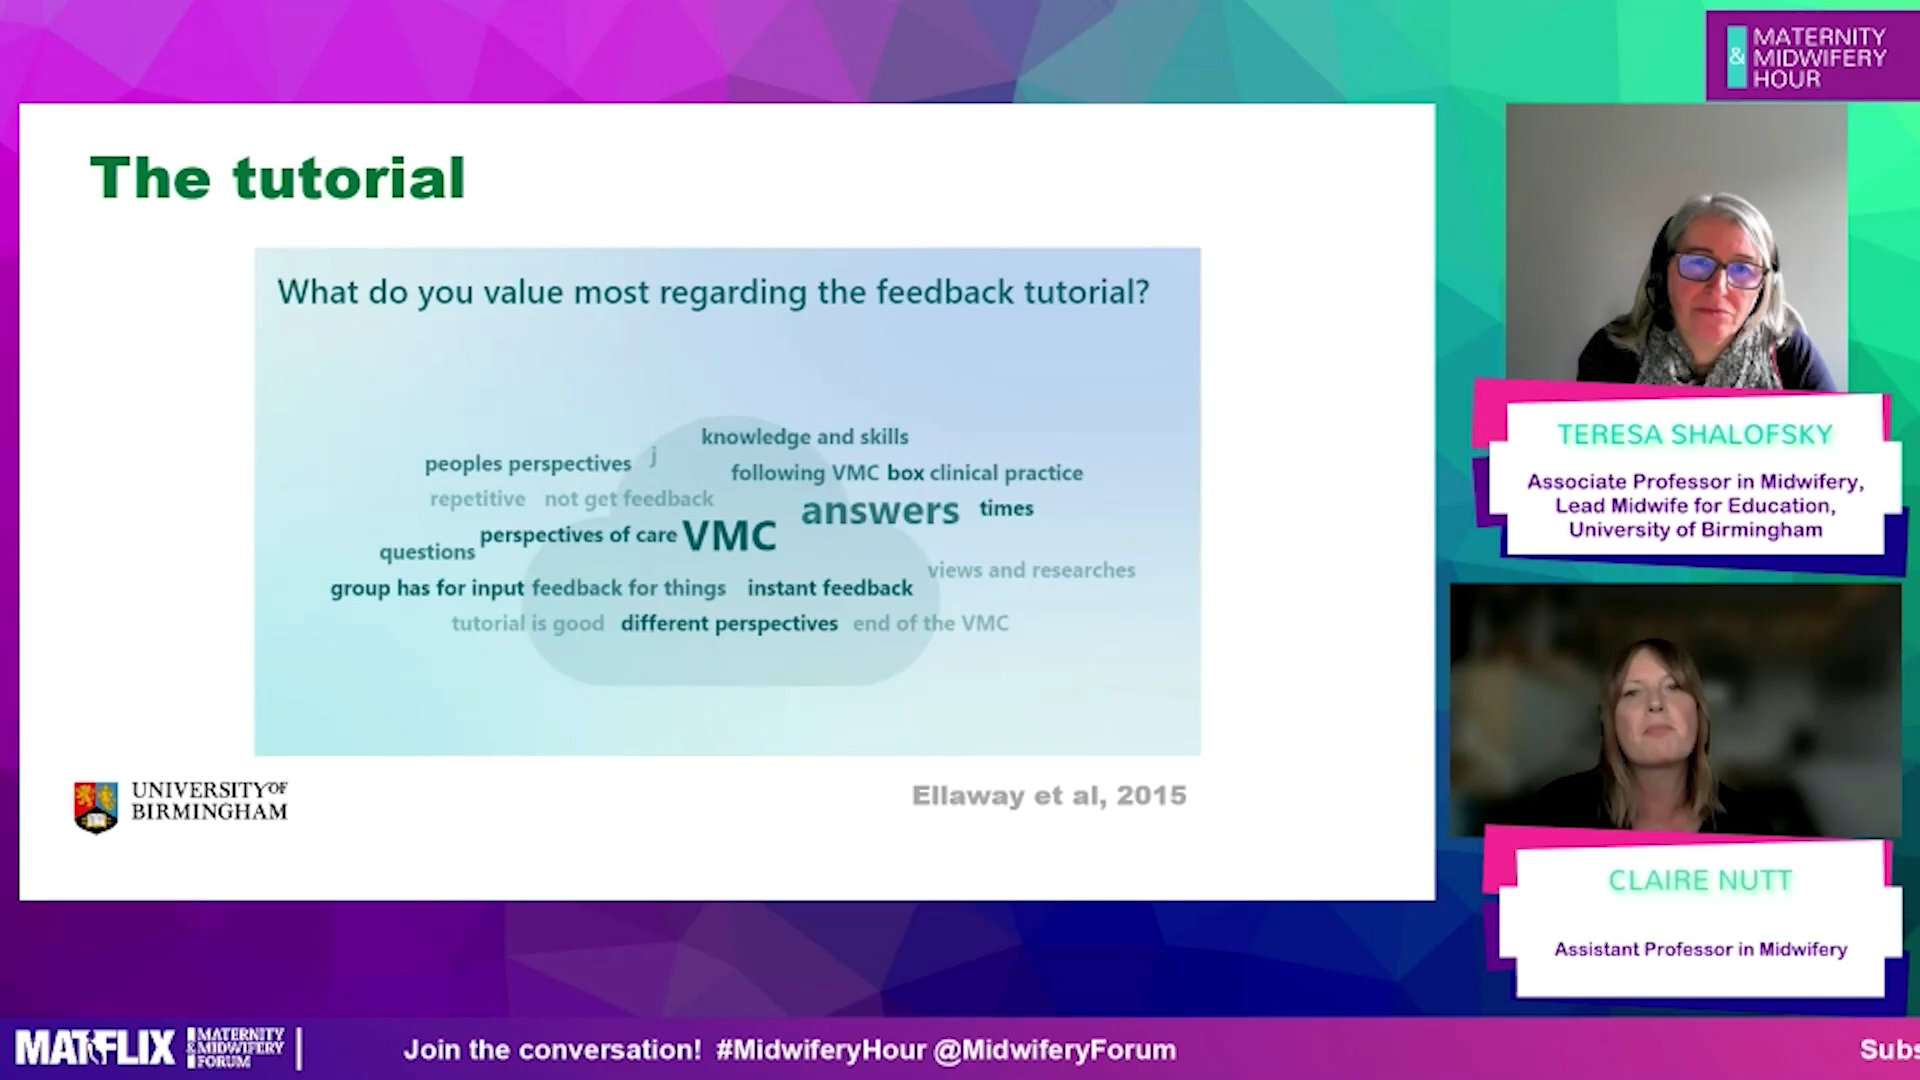 MATERNITY
& MIDWIFERY
HOUR
The tutorial
What do you value most regarding the feedback tutorial?
knowledge and skills
peoples perspectives j
following VMC box clinical practice
repetitive not get feedback
answers times
perspectives of care VMC
questions
views and researches
group has for input feedback for things instant feedback
tutorial is good different perspectives end of the VMC
UNIVERSITY OF
BIRMINGHAM
Ellaway et al, 2015
TERESA SHALOFSKY
Associate Professor in Midwifery,
Lead Midwife for Education,
University of Birmingham
CLAIRE NUTT
Assistant Professor in Midwifery
MATFLIX
MATERNITY
& MIDWIFERY
FORUM
Join the conversation! #MidwiferyHour @MidwiferyForum
Subs